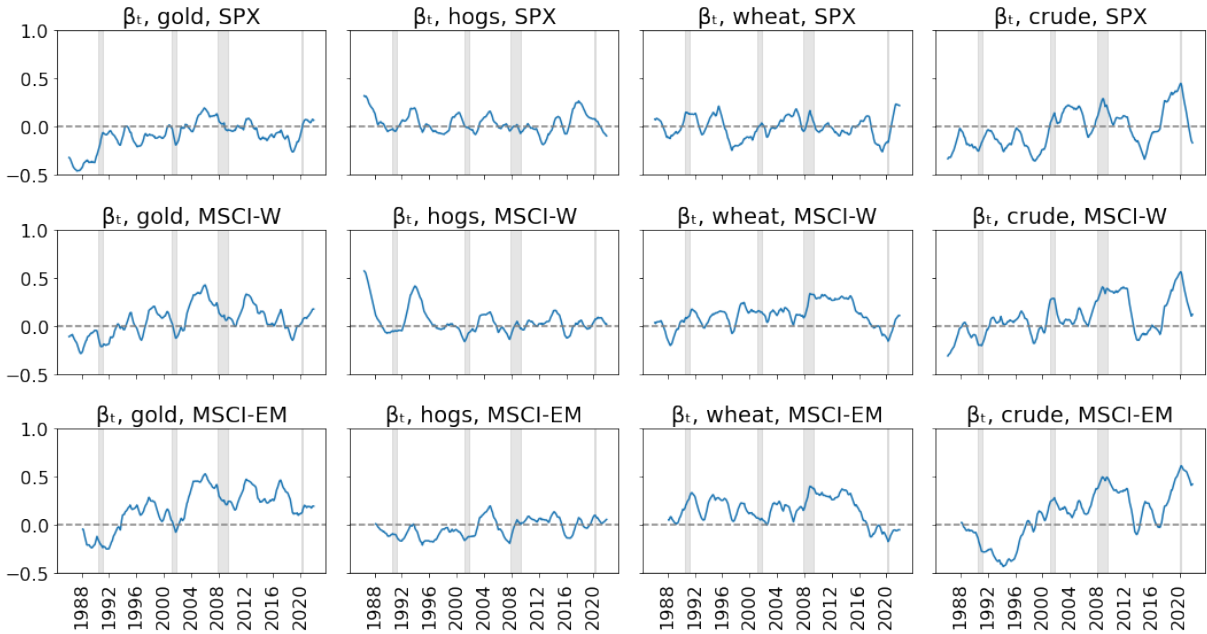 βₜ, gold, SPX
βₜ, hogs, SPX
βₜ, wheat, SPX
βₜ, crude, SPX
1.0
0.5
0.0
−0.5
βₜ, gold, MSCI-W
βₜ, hogs, MSCI-W
βₜ, wheat, MSCI-W
βₜ, crude, MSCI-W
1.0
0.5
0.0
−0.5
βₜ, gold, MSCI-EM
βₜ, hogs, MSCI-EM
βₜ, wheat, MSCI-EM
βₜ, crude, MSCI-EM
1.0
0.5
0.0
−0.5
1988 1992 1996 2000 2004 2008 2012 2016 2020
1988 1992 1996 2000 2004 2008 2012 2016 2020
1988 1992 1996 2000 2004 2008 2012 2016 2020
1988 1992 1996 2000 2004 2008 2012 2016 2020